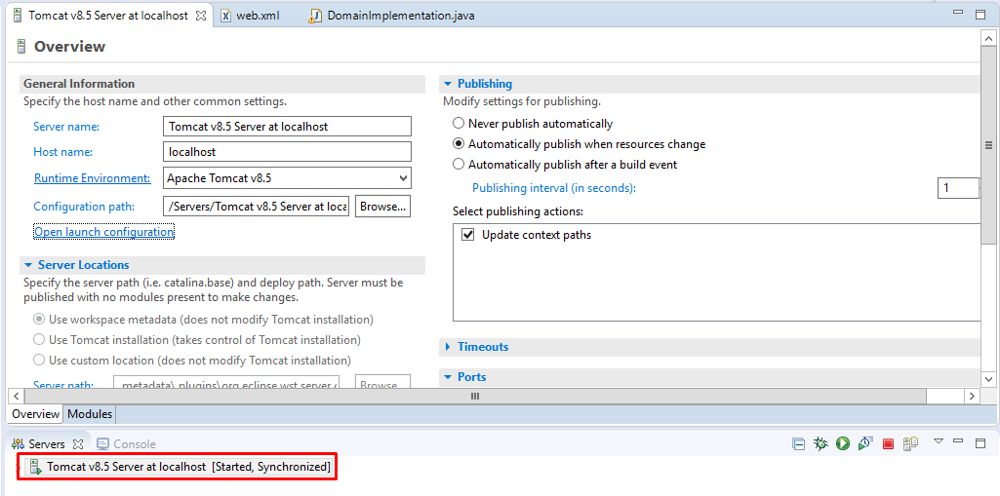 Tomcat v8.5 Server at localhost
web.xml
DomainImplementation.java
Overview
General Information
Specify the host name and other common settings.
Server name:
Tomcat v8.5 Server at localhost
Host name:
localhost
Runtime Environment:
Apache Tomcat v8.5
Configuration path:
/Servers/Tomcat v8.5 Server at loca
Browse...
Open launch configuration
Server Locations
Specify the server path (i.e. catalina.base) and deploy path. Server must be
published with no modules present to make changes.
Use workspace metadata (does not modify Tomcat installation)
Use Tomcat installation (takes control of Tomcat installation)
Use custom location (does not modify Tomcat installation)
Server path:
.metadata\.plugins\org.eclipse.wst.server.c
Browse...
Publishing
Modify settings for publishing.
Never publish automatically
Automatically publish when resources change
Automatically publish after a build event
Publishing interval (in seconds):
1
Select publishing actions:
Update context paths
Timeouts
Ports
Overview
Modules
Servers
Console
Tomcat v8.5 Server at localhost [Started, Synchronized]